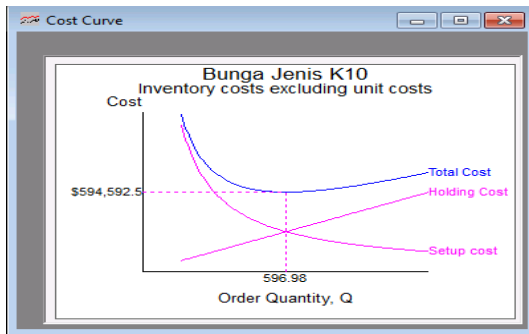 Cost Curve
Bunga Jenis K10
Inventory costs excluding unit costs
Cost
Total Cost
$594,592.5
Holding Cost
Setup cost
596.98
Order Quantity, Q